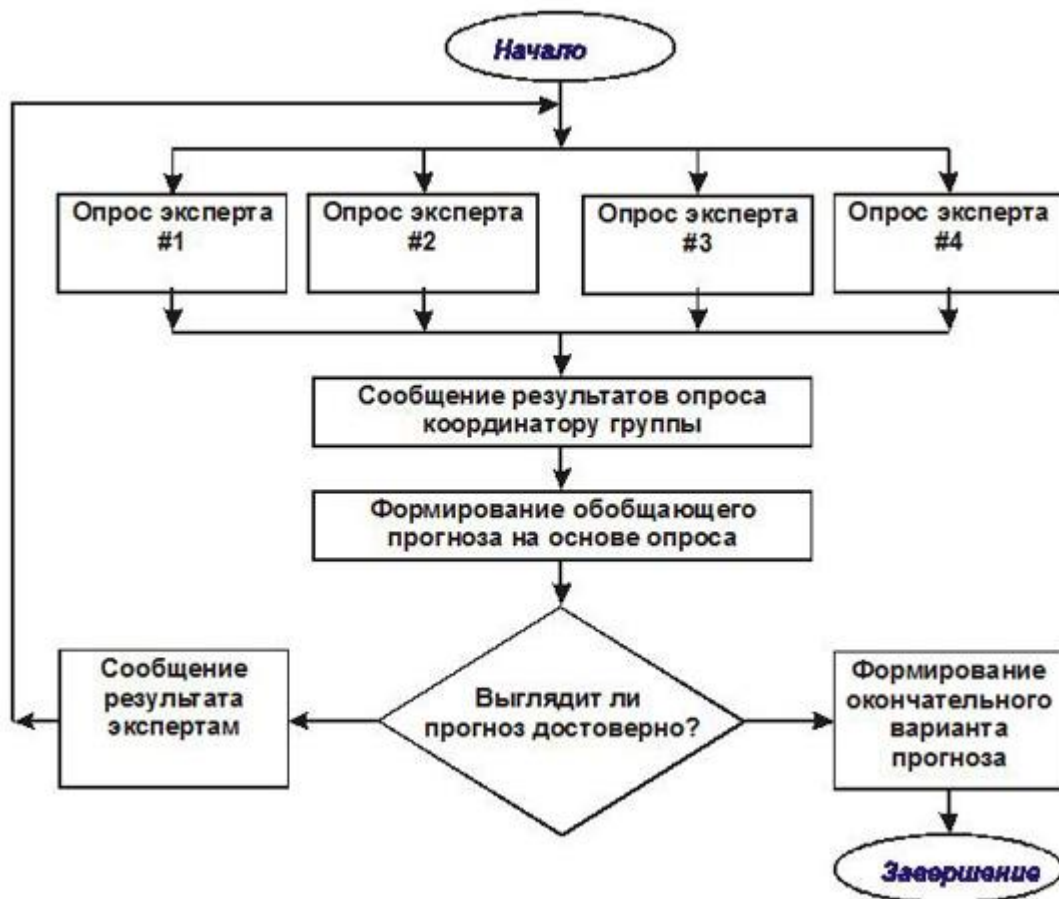 Начало
Опрос эксперта
#1
Опрос эксперта
#2
Опрос эксперта
#3
Опрос эксперта
#4
Сообщение результатов опроса
координатору группы
Формирование обобщающего
прогноза на основе опроса
Сообщение
результата
экспертам
Выглядит ли
прогноз достоверно?
Формирование
окончательного
варианта
прогноза
Завершение